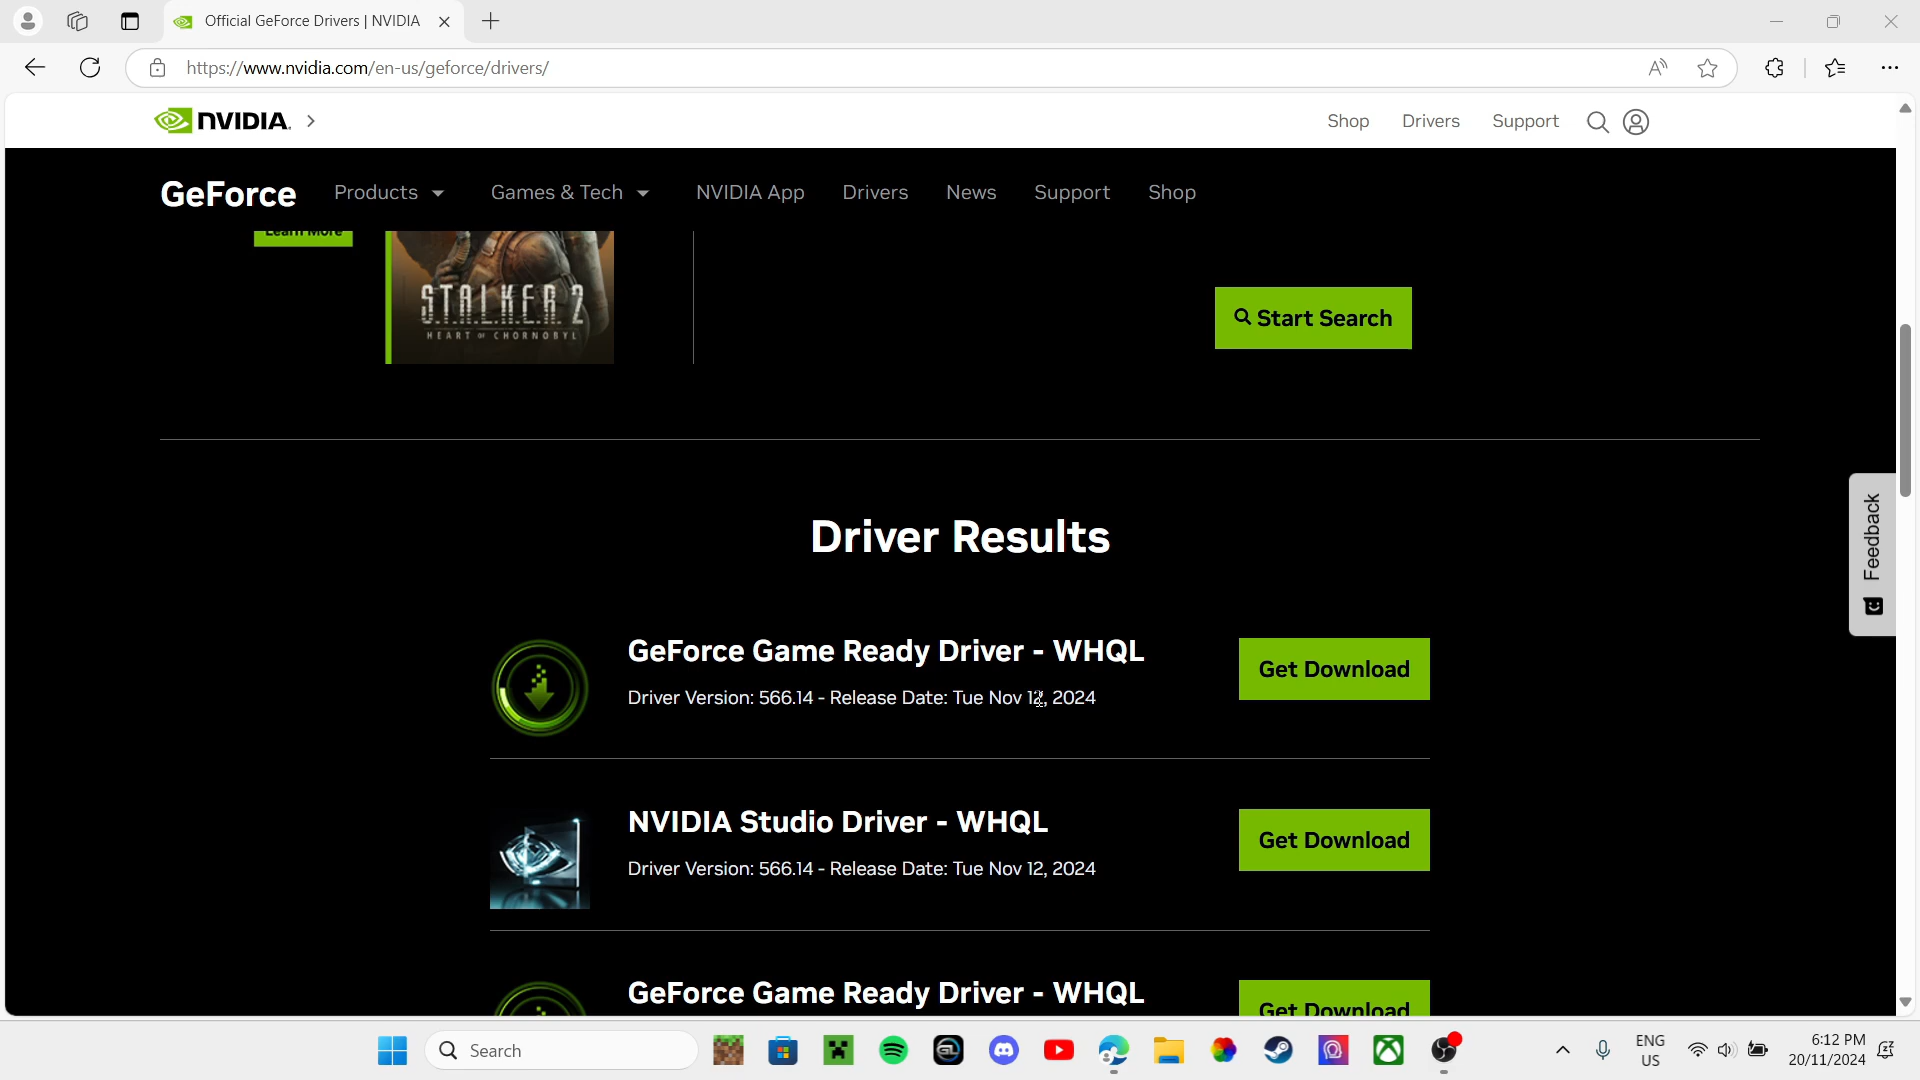 Official GeForce Drivers | NVIDIA
https://www.nvidia.com/en-us/geforce/drivers/
NVIDIA.
Shop
Drivers
Support
GeForce
Products
Games & Tech
NVIDIA App
Drivers
News
Support
Shop
Learn More
S.T.A.L.K.E.R. 2
HEART OF CHORNOBYL
Start Search
Driver Results
GeForce Game Ready Driver - WHQL
Driver Version: 566.14 - Release Date: Tue Nov 12, 2024
Get Download
NVIDIA Studio Driver - WHQL
Driver Version: 566.14 - Release Date: Tue Nov 12, 2024
Get Download
GeForce Game Ready Driver - WHQL
Get Download
Feedback
Search
ENG
US
6:12 PM
20/11/2024